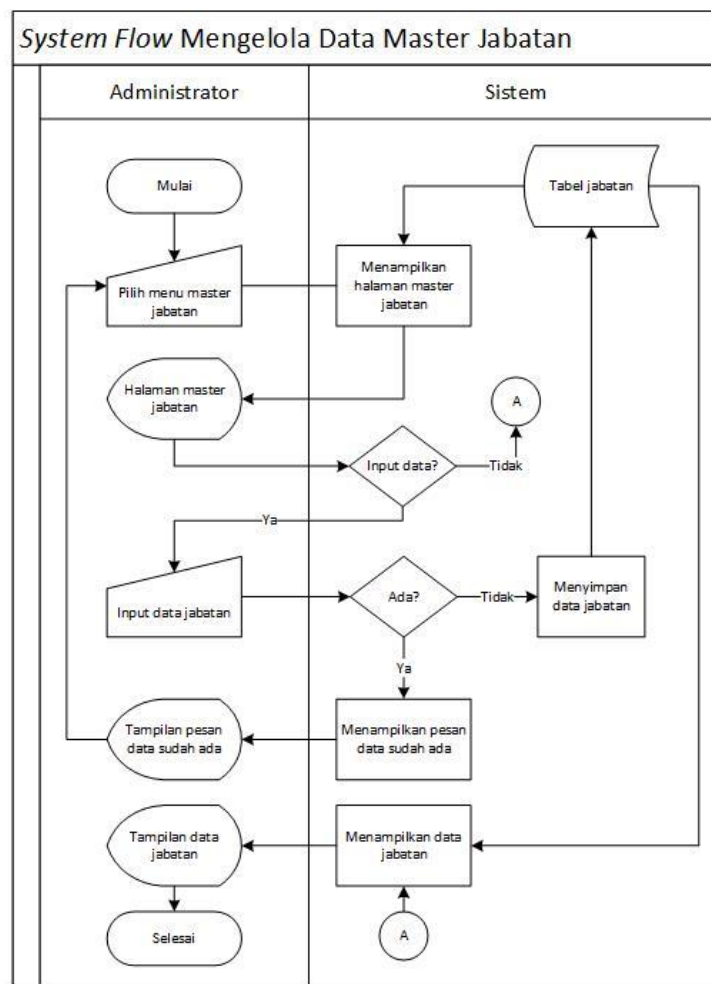 System Flow Mengelola Data Master Jabatan
Administrator
Sistem
Mulai
Tabel jabatan
Pilih menu master
jabatan
Menampilkan
halaman master
jabatan
Halaman master
jabatan
A
Input data?
Tidak
Ya
Input data jabatan
Ada?
Tidak
Menyimpan
data jabatan
Ya
Tampilan pesan
data sudah ada
Menampilkan pesan
data sudah ada
Tampilan data
jabatan
Menampilkan data
jabatan
Selesai
A